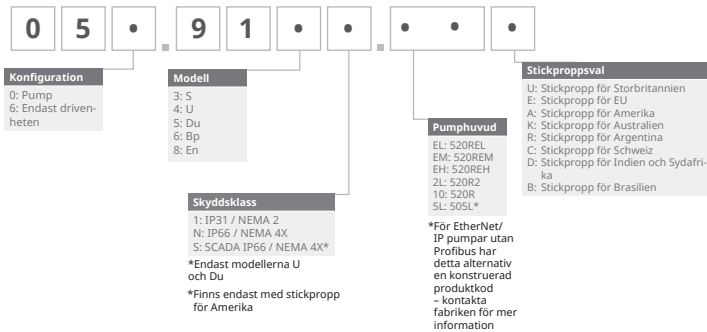 0 5 • . 9 1 • • . • • •
Konfiguration
0: Pump
6: Endast driven-
heten
Modell
3: S
4: U
5: Du
6: Bp
8: En
Skyddsklass
1: IP31 / NEMA 2
N: IP66 / NEMA 4X
S: SCADA IP66 / NEMA 4X*
*Endast modellerna U
och Du
*Finns endast med stickpropp
för Amerika
Pumphuvud
EL: 520REL
EM: 520REM
EH: 520REH
2L: 520R2
10: 520R
5L: 505L*
*För EtherNet/
IP pumpar utan
Profibus har
detta alternativ
en konstruerad
produktkod
– kontakta
fabriken för mer
information
Stickproppsval
U: Stickpropp för Storbritannien
E: Stickpropp för EU
A: Stickpropp för Amerika
K: Stickpropp för Australien
R: Stickpropp för Argentina
C: Stickpropp för Schweiz
D: Stickpropp för Indien och Sydafri-
ka
B: Stickpropp för Brasilien